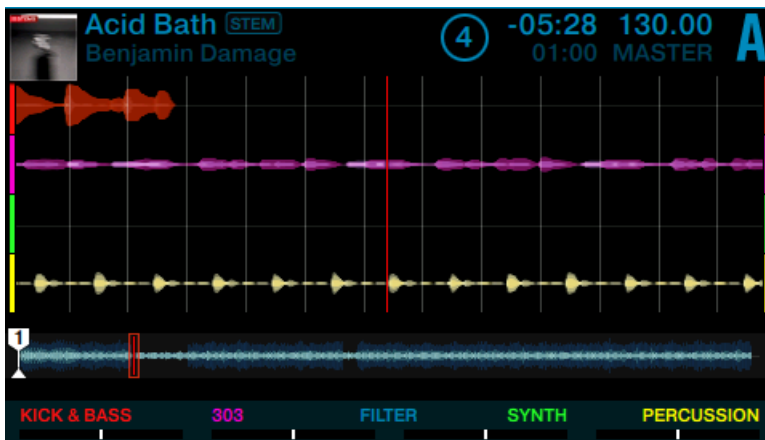 Acid Bath STEM
Benjamin Damage
4
-05:28 130.00
01:00 MASTER
A
1
KICK & BASS 303 FILTER SYNTH PERCUSSION